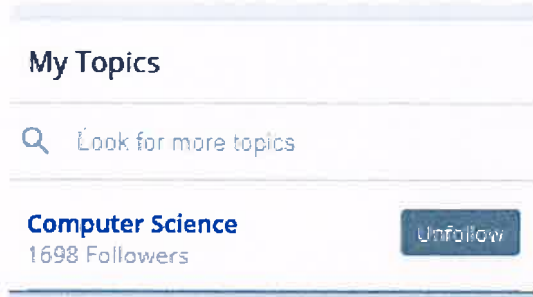 My Topics
Look for more topics
Computer Science
1698 Followers
Unfollow